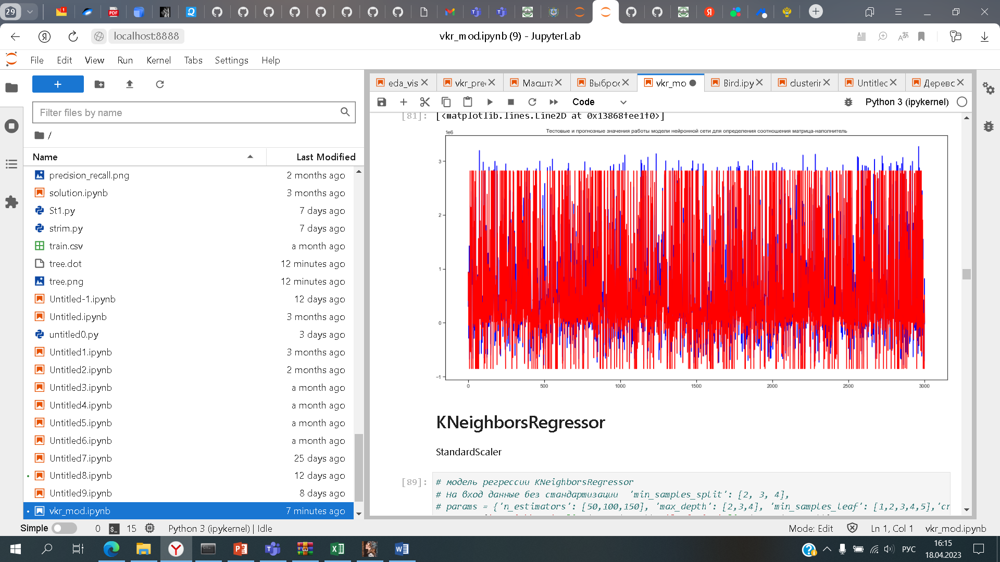 29
localhost:8888
vkr_mod.ipynb (9) - JupyterLab
File Edit View Run Kernel Tabs Settings Help
+
Filter files by name
/
Name Last Modified
precision_recall.png 2 months ago
solution.ipynb 3 months ago
St1.py 7 days ago
strim.py 7 days ago
train.csv a month ago
tree.dot 12 minutes ago
tree.png 12 minutes ago
Untitled-1.ipynb 12 days ago
Untitled.ipynb 3 months ago
untitled0.py 3 days ago
Untitled1.ipynb 3 months ago
Untitled2.ipynb 2 months ago
Untitled3.ipynb a month ago
Untitled4.ipynb a month ago
Untitled5.ipynb a month ago
Untitled6.ipynb a month ago
Untitled7.ipynb 25 days ago
Untitled8.ipynb 12 days ago
Untitled9.ipynb 8 days ago
vkr_mod.ipynb 7 minutes ago
eda_vis vkr_pre Масшта Выброс vkr_mo Bird.ipy clusterin Untitled Дерево
Code
Python 3 (ipykernel)
[81]: [<matplotlib.lines.Line2D at 0x13868fee1f0>]
Тестовые и прогнозные значения работы модели нейронной сети для определения соотношения матрица-наполнитель
1e6
3
2
1
0
−1
0 500 1000 1500 2000 2500 3000
KNeighborsRegressor
StandardScaler
[89]: # модель регрессии KNeighborsRegressor
# На вход данные без стандартизации 'min_samples_split': [2, 3, 4],
# params = {'n_estimators': [50,100,150], 'max_depth': [2,3,4], 'min_samples_leaf': [1,2,3,4,5],'cr
Simple 0 15 Python 3 (ipykernel) | Idle
Mode: Edit Ln 1, Col 1 vkr_mod.ipynb
РУС
16:15
18.04.2023